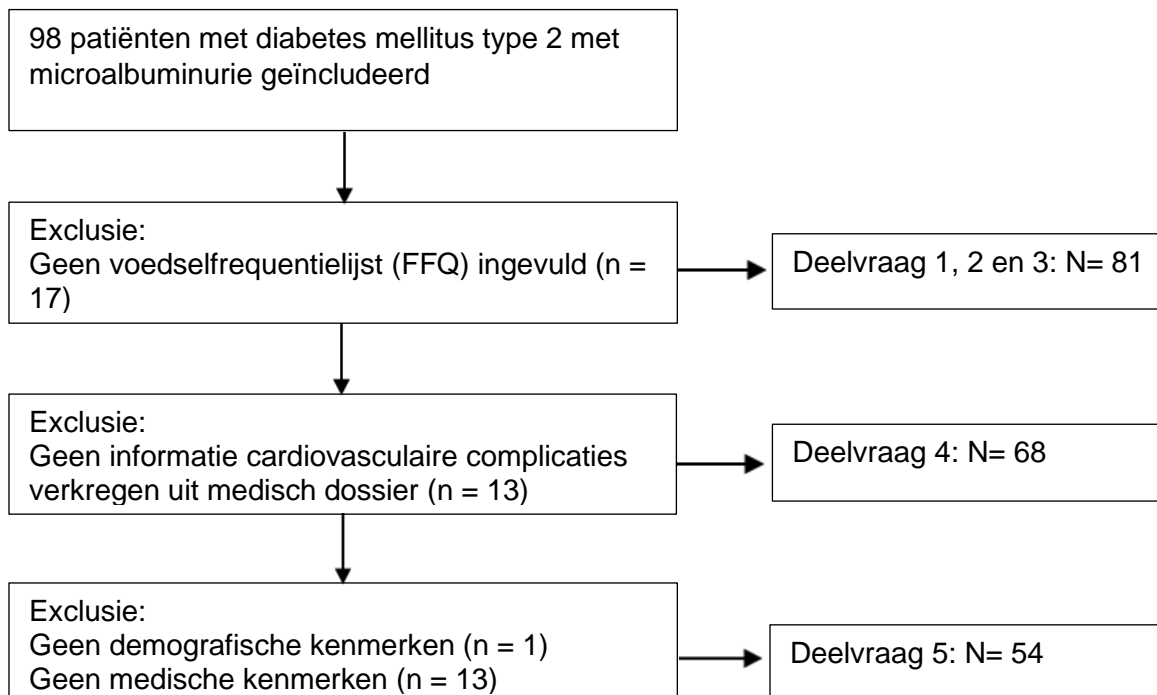 98 patiënten met diabetes mellitus type 2 met
microalbuminurie geïncludeerd
Exclusie:
Geen voedselfrequentielijst (FFQ) ingevuld (n =
17)
Deelvraag 1, 2 en 3: N= 81
Exclusie:
Geen informatie cardiovasculaire complicaties
verkregen uit medisch dossier (n = 13)
Deelvraag 4: N= 68
Exclusie:
Geen demografische kenmerken (n = 1)
Geen medische kenmerken (n = 13)
Deelvraag 5: N= 54